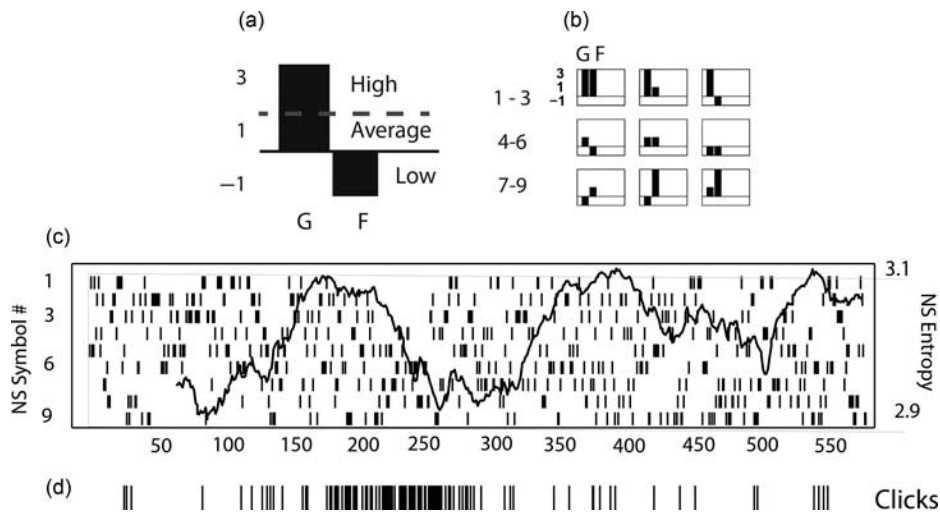 (a)
3
High
1
Average
−1
Low
G F
(b)
G F
1 - 3
3
1
−1
4-6
7-9
(c)
NS Symbol #
1
3
6
9
3.1
NS Entropy
2.9
50 100 150 200 250 300 350 400 450 500 550
(d)
Clicks